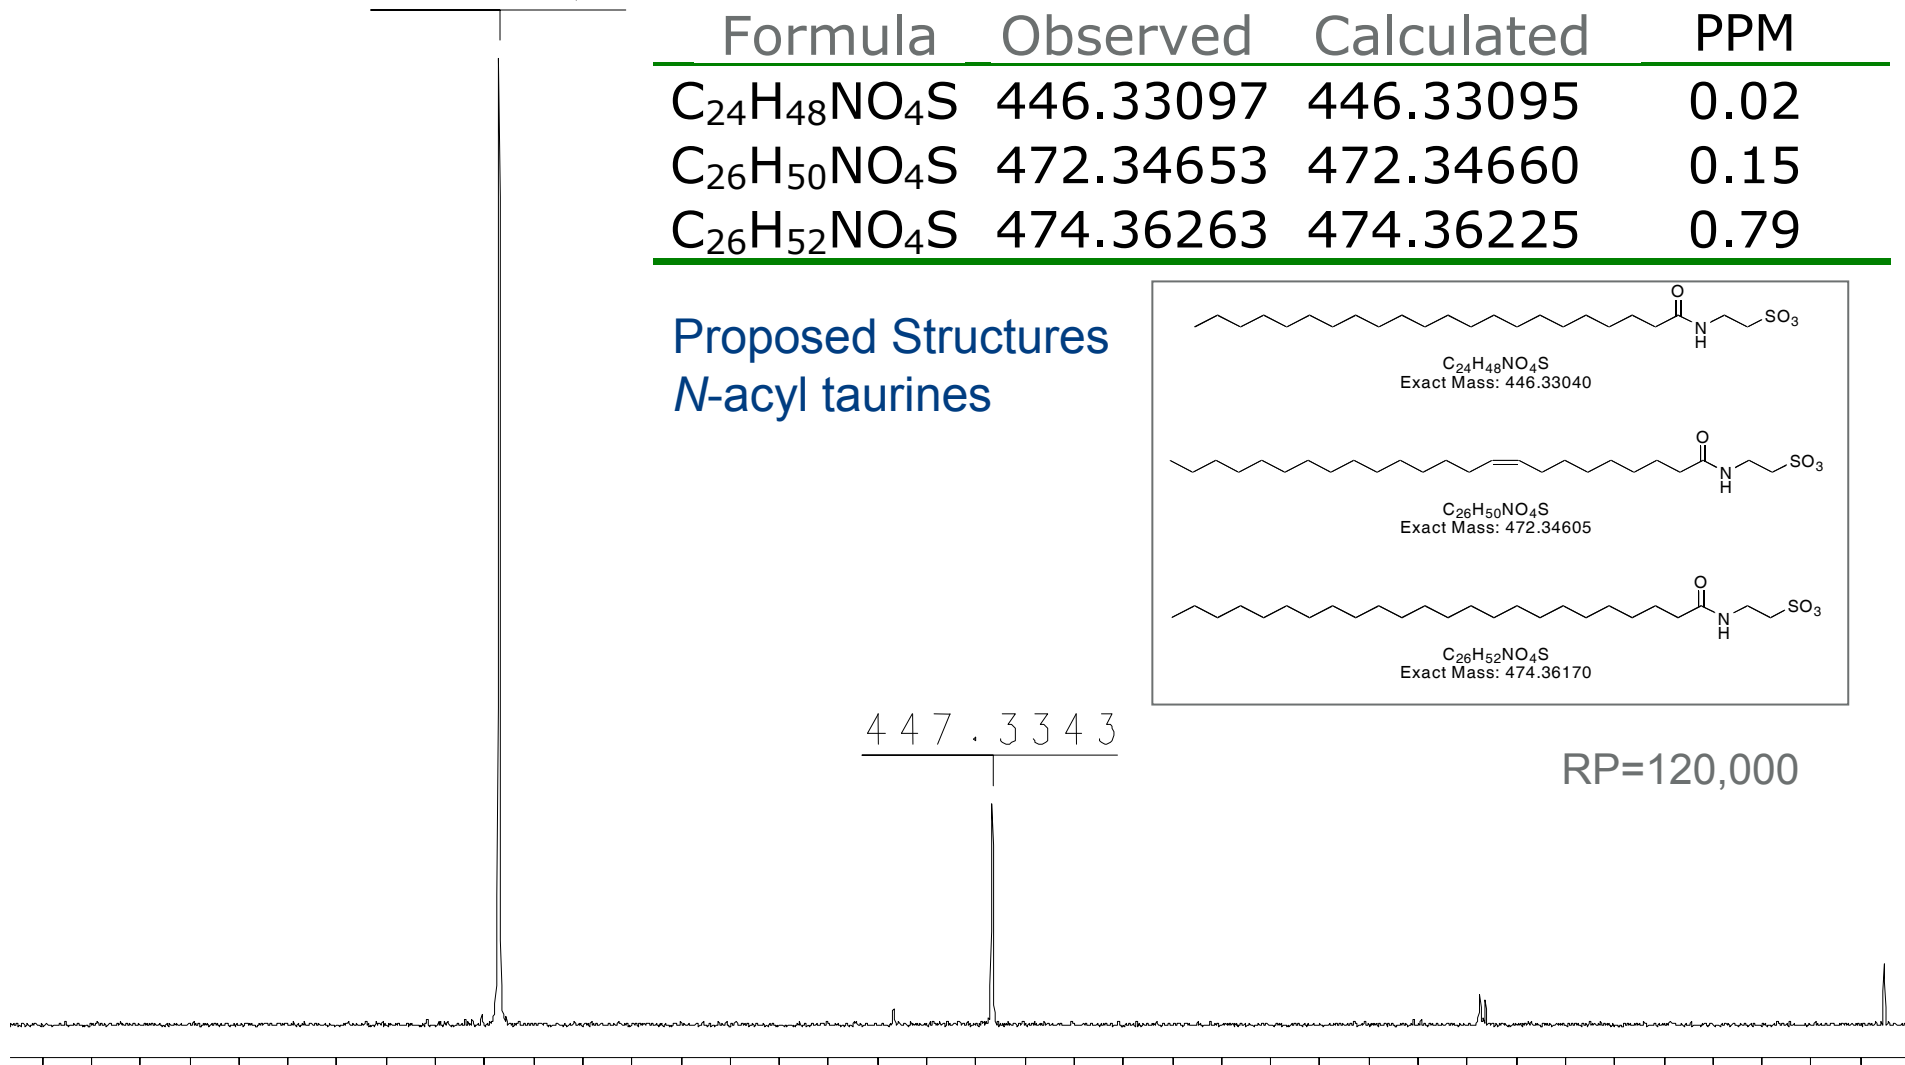 Formula Observed Calculated PPM
C₂₄H₄₈NO₄S 446.33097 446.33095 0.02
C₂₆H₅₀NO₄S 472.34653 472.34660 0.15
C₂₆H₅₂NO₄S 474.36263 474.36225 0.79
Proposed Structures
N-acyl taurines
O
N
H
SO₃
C₂₄H₄₈NO₄S
Exact Mass: 446.33040
O
N
H
SO₃
C₂₆H₅₀NO₄S
Exact Mass: 472.34605
O
N
H
SO₃
C₂₆H₅₂NO₄S
Exact Mass: 474.36170
447.3343
RP=120,000